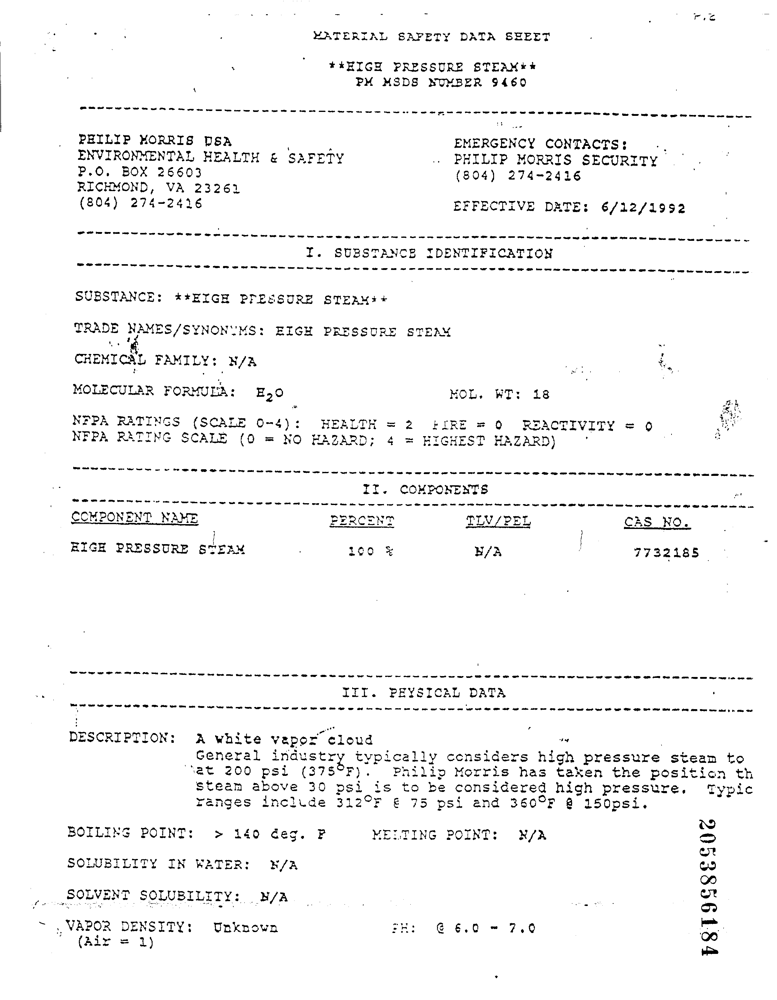 P.2
MATERIAL SAFETY DATA SHEET
**HIGH PRESSURE STEAM**
PM MSDS NUMBER 9460
PHILIP MORRIS USA
ENVIRONMENTAL HEALTH & SAFETY
P.O. BOX 26603
RICHMOND, VA 23261
(804) 274-2416
EMERGENCY CONTACTS:
PHILIP MORRIS SECURITY
(804) 274-2416
EFFECTIVE DATE: 6/12/1992
I. SUBSTANCE IDENTIFICATION
SUBSTANCE: **HIGH PRESSURE STEAM**
TRADE NAMES/SYNONYMS: HIGH PRESSURE STEAM
CHEMICAL FAMILY: N/A
MOLECULAR FORMULA: H₂O MOL. WT: 18
NFPA RATINGS (SCALE 0-4): HEALTH = 2 FIRE = 0 REACTIVITY = 0
NFPA RATING SCALE (0 = NO HAZARD; 4 = HIGHEST HAZARD)
II. COMPONENTS
COMPONENT NAME PERCENT TLV/PEL CAS NO.
HIGH PRESSURE STEAM 100 % N/A 7732185
III. PHYSICAL DATA
DESCRIPTION: A white vapor cloud
General industry typically considers high pressure steam to
at 200 psi (375°F). Philip Morris has taken the position th
steam above 30 psi is to be considered high pressure. Typic
ranges include 312°F @ 75 psi and 360°F @ 150psi.
BOILING POINT: > 140 deg. F MELTING POINT: N/A
SOLUBILITY IN WATER: N/A
SOLVENT SOLUBILITY: N/A
VAPOR DENSITY: Unknown PH: @ 6.0 - 7.0
(Air = 1)
2053856184